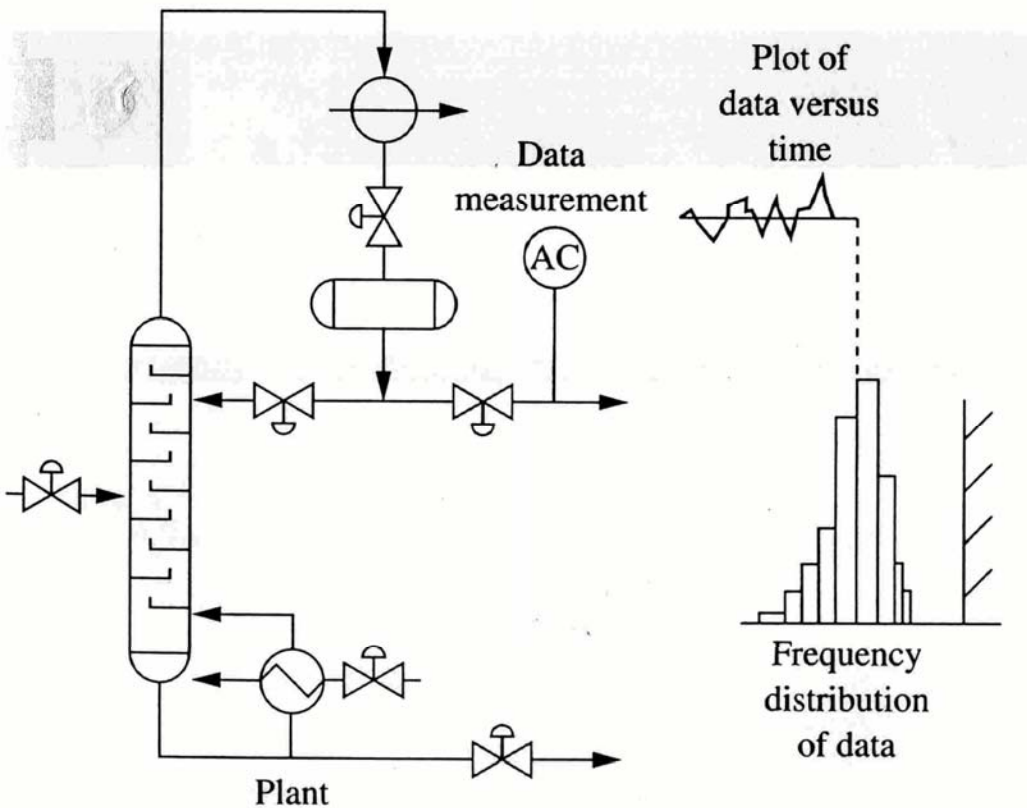 Plot of
data versus
time
Data
measurement
AC
Frequency
distribution
of data
Plant